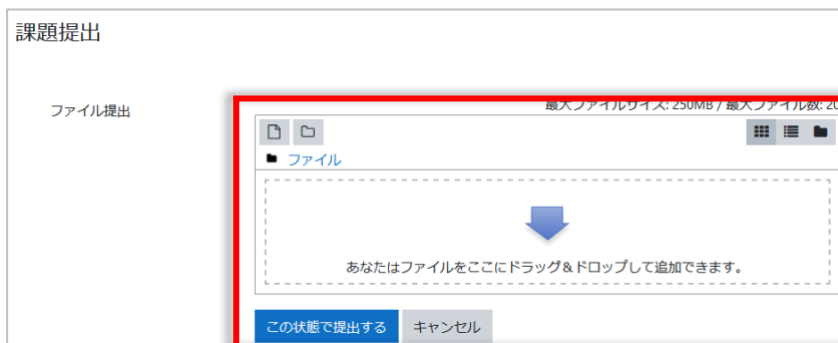 課題提出
ファイル提出
最大ファイルサイズ: 250MB / 最大ファイル数: 20
ファイル
あなたはファイルをここにドラッグ&ドロップして追加できます。
この状態で提出する
キャンセル